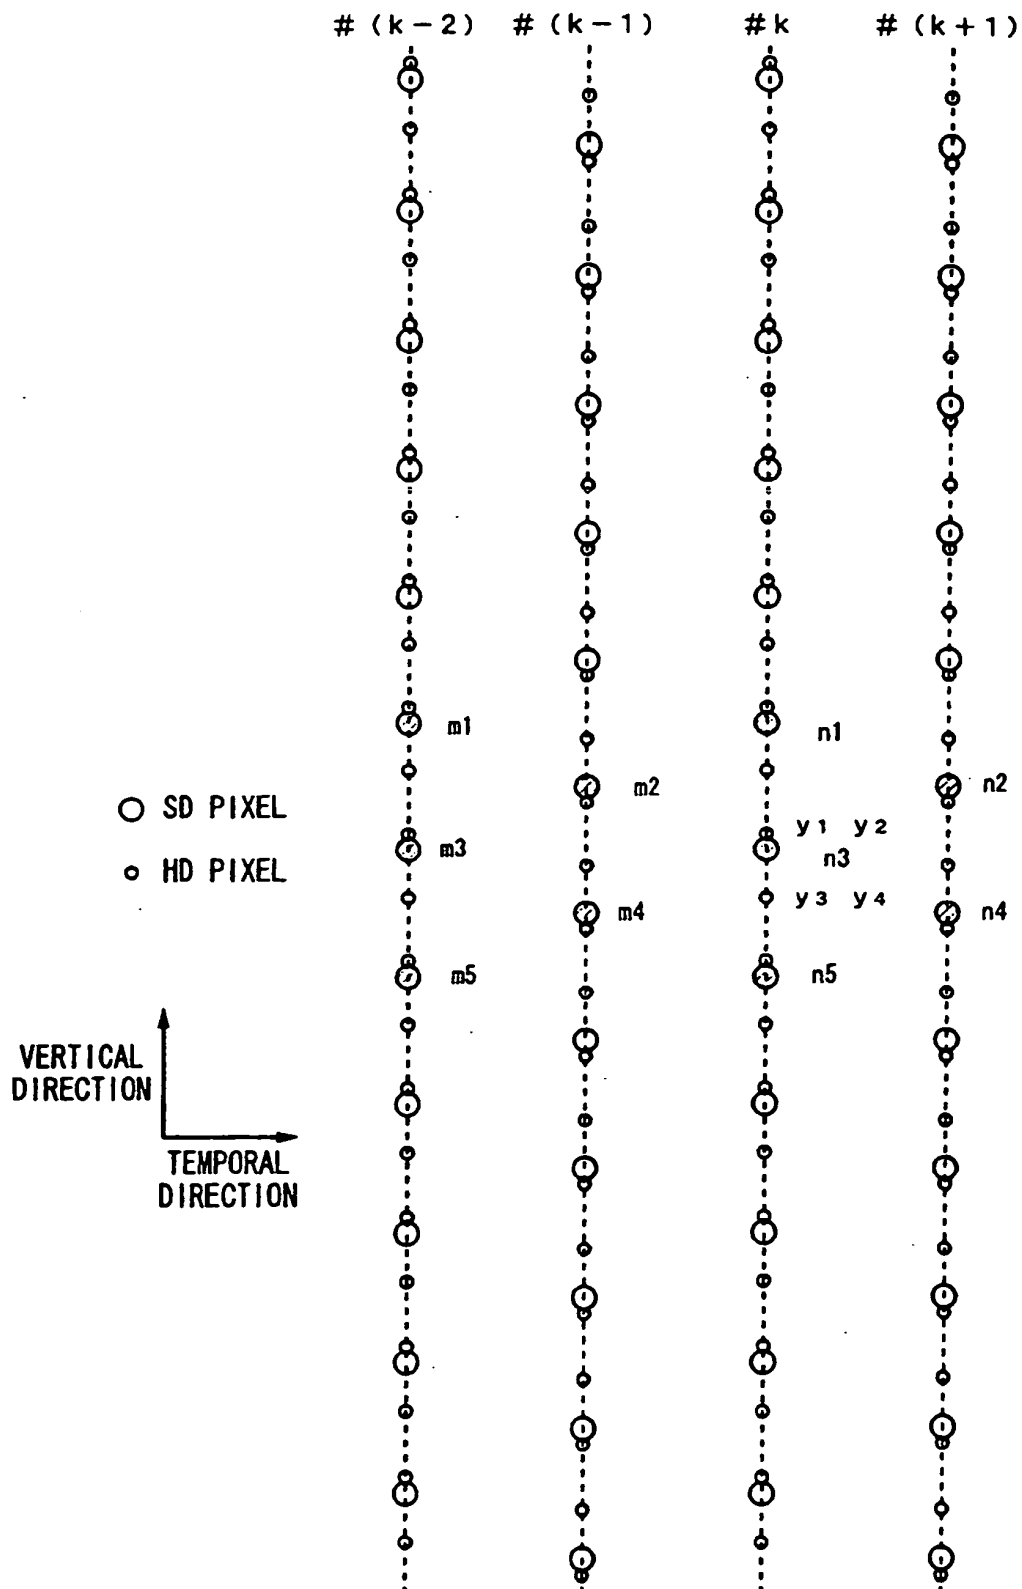 # (k-2) # (k-1) #k # (k+1)
m1 n1
m2 n2
SD PIXEL
y1 y2
m3 n3
HD PIXEL
y3 y4
m4 n4
m5 n5
VERTICAL
DIRECTION
TEMPORAL
DIRECTION